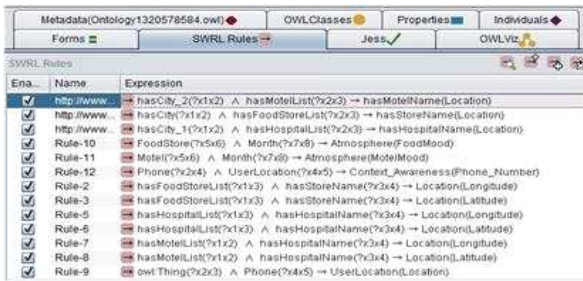 Metadata(Ontology1320578584.owl) OWLClasses Properties Individuals
Forms SWRL Rules Jess OWLViz
SWRL Rules
Ena... Name Expression
http://www... → hasCity_2(?x1x2) ∧ hasMotelList(?x2x3) → hasMotelName(Location)
http://www... → hasCity(?x1x2) ∧ hasFoodStoreList(?x2x3) → hasStoreName(Location)
http://www... → hasCity_1(?x1x2) ∧ hasHospitalList(?x2x3) → hasHospitalName(Location)
Rule-10 → FoodStore(?x5x6) ∧ Month(?x7x8) → Atmosphere(FoodMood)
Rule-11 → Motel(?x5x6) ∧ Month(?x7x8) → Atmosphere(MotelMood)
Rule-12 → Phone(?x2x4) ∧ UserLocation(?x4x5) → Context_Awareness(Phone_Number)
Rule-2 → hasFoodStoreList(?x1x3) ∧ hasStoreName(?x3x4) → Location(Longitude)
Rule-3 → hasFoodStoreList(?x1x3) ∧ hasStoreName(?x3x4) → Location(Latitude)
Rule-5 → hasHospitalList(?x1x3) ∧ hasHospitalName(?x3x4) → Location(Longitude)
Rule-6 → hasHospitalList(?x1x3) ∧ hasHospitalName(?x3x4) → Location(Latitude)
Rule-7 → hasMotelList(?x1x2) ∧ hasHospitalName(?x3x4) → Location(Longitude)
Rule-8 → hasMotelList(?x1x2) ∧ hasHospitalName(?x3x4) → Location(Latitude)
Rule-9 → owl:Thing(?x2x3) ∧ Phone(?x4x5) → UserLocation(Location)